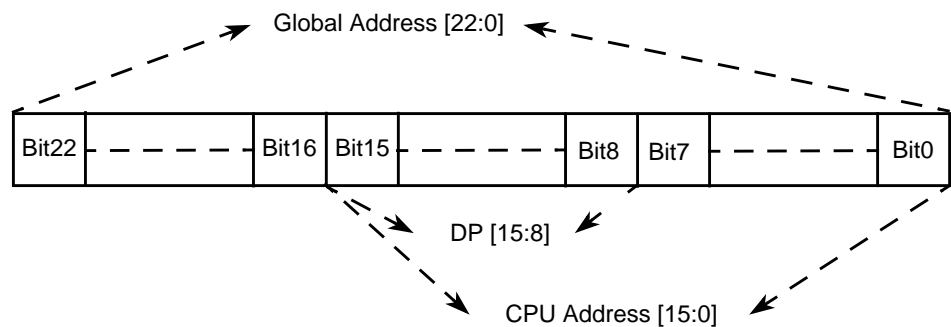 Global Address [22:0]
Bit22 Bit16 Bit15 Bit8 Bit7 Bit0
DP [15:8]
CPU Address [15:0]